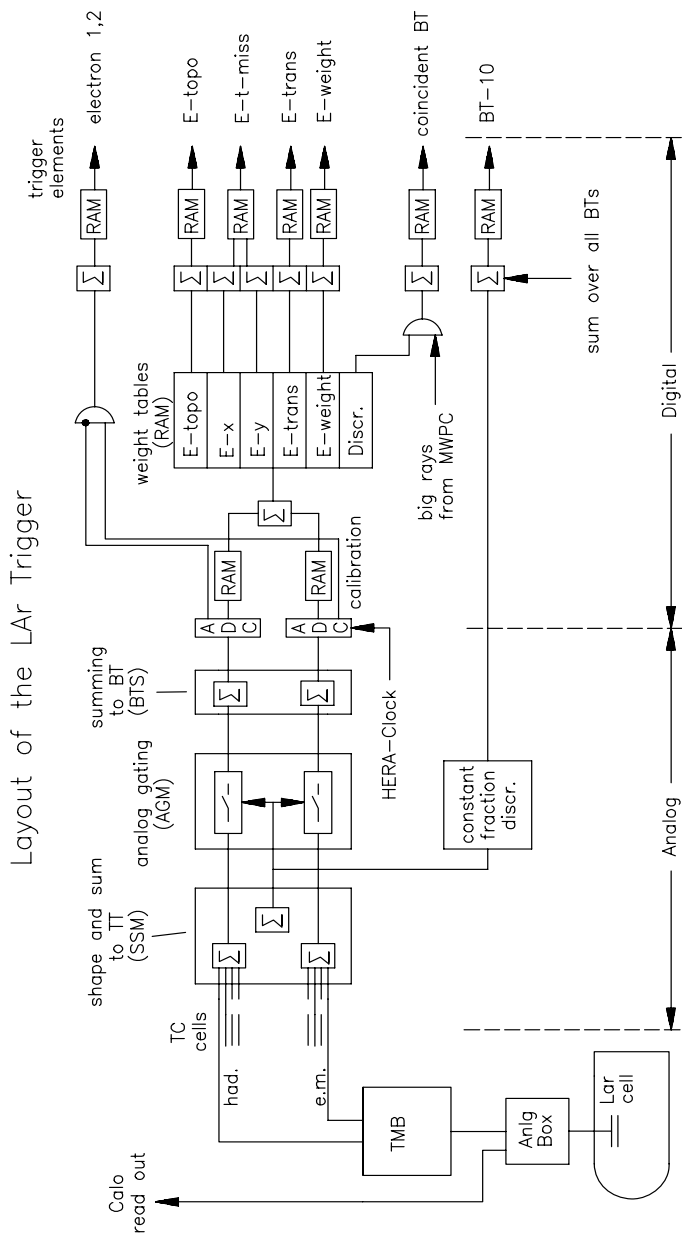 Layout of the LAr Trigger
Calo
read out
TC
cells
had.
e.m.
TMB
Anlg
Box
Lar
cell
shape and sum
to TT
(SSM)
Σ
Σ
Σ
analog gating
(AGM)
constant
fraction
discr.
summing
to BT
(BTS)
Σ
Σ
A
D
C
A
D
C
HERA-Clock
RAM
RAM
calibration
Σ
weight tables
(RAM)
E-topo
E-x
E-y
E-trans
E-weight
Discr.
big rays
from MWPC
trigger
elements
Σ
RAM
electron 1,2
Σ
RAM
E-topo
Σ
Σ
RAM
E-t-miss
Σ
RAM
E-trans
Σ
RAM
E-weight
Σ
RAM
coincident BT
Σ
RAM
BT-10
sum over all BTs
Analog
Digital